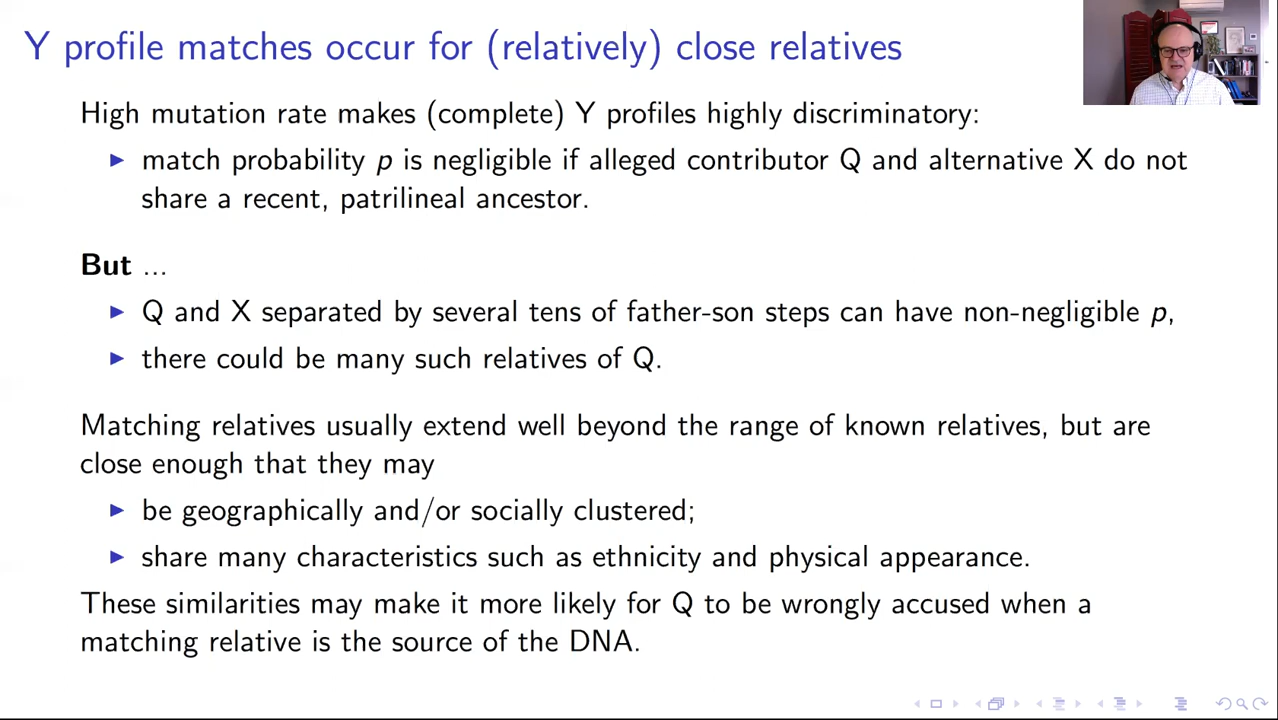 Y profile matches occur for (relatively) close relatives
High mutation rate makes (complete) Y profiles highly discriminatory:
match probability p is negligible if alleged contributor Q and alternative X do not
share a recent, patrilineal ancestor.
But ...
Q and X separated by several tens of father-son steps can have non-negligible p,
there could be many such relatives of Q.
Matching relatives usually extend well beyond the range of known relatives, but are
close enough that they may
be geographically and/or socially clustered;
share many characteristics such as ethnicity and physical appearance.
These similarities may make it more likely for Q to be wrongly accused when a
matching relative is the source of the DNA.